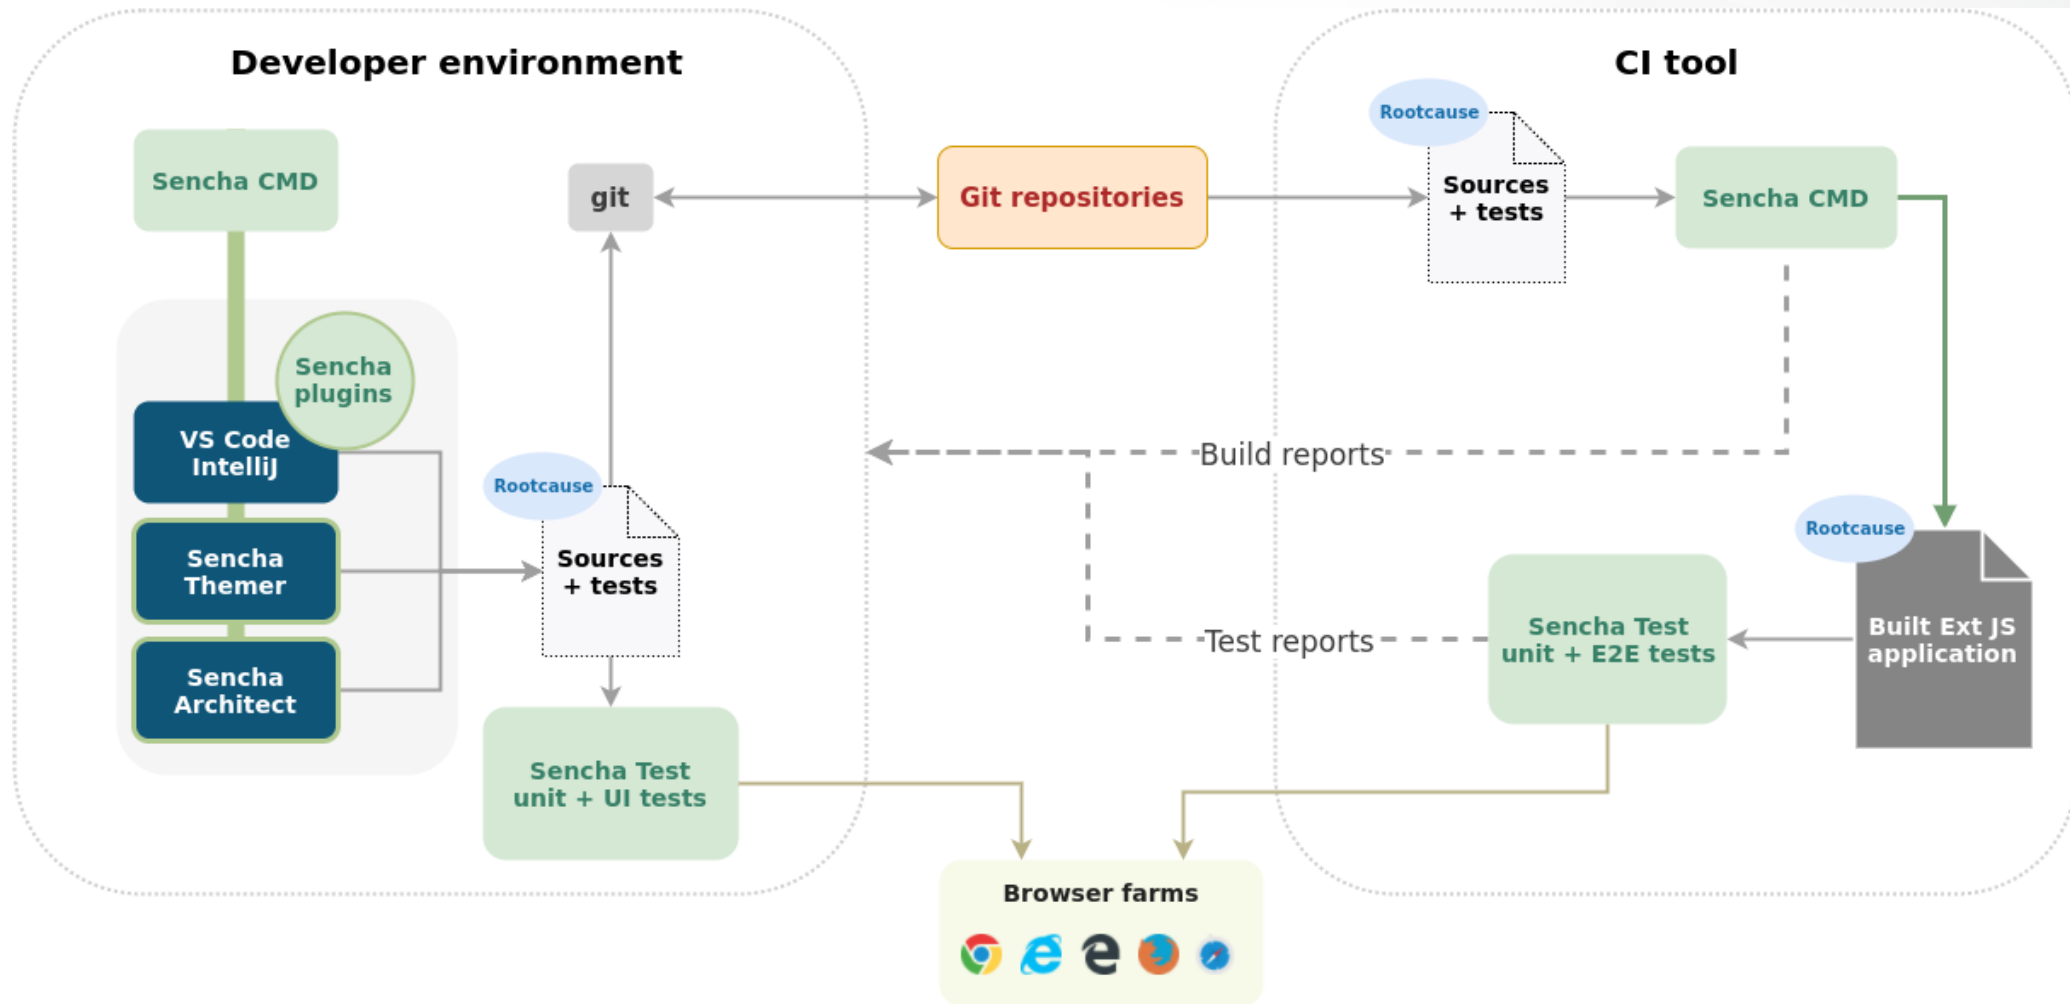 Developer environment
CI tool
Sencha CMD
git
Git repositories
Rootcause
Sources
+ tests
Sencha CMD
Sencha
plugins
VS Code
IntelliJ
Sencha
Themer
Sencha
Architect
Rootcause
Sources
+ tests
Build reports
Test reports
Rootcause
Built Ext JS
application
Sencha Test
unit + E2E tests
Sencha Test
unit + UI tests
Browser farms